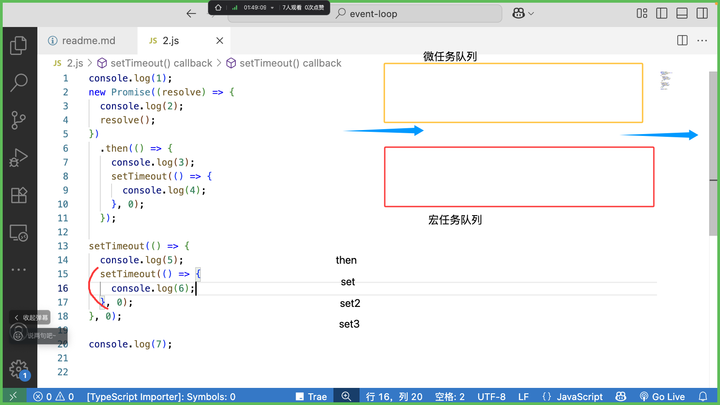 01:49:05
7人观看 0次点赞
event-loop
readme.md
JS 2.js
JS 2.js > setTimeout() callback > setTimeout() callback
微任务队列
1 console.log(1);
2 new Promise((resolve) => {
3 console.log(2);
4 resolve();
5 })
6 .then(() => {
7 console.log(3);
8 setTimeout(() => {
9 console.log(4);
10 }, 0);
11 });
12
宏任务队列
13 setTimeout(() => {
14 console.log(5);
15 setTimeout(() => {
16 console.log(6);
17 }, 0);
18 }, 0);
then
set
set2
set3
收起弹幕
说两句吧~
20 console.log(7);
21
22
1
0 0 [TypeScript Importer]: Symbols: 0 Trae 行 16, 列 20 空格: 2 UTF-8 LF {} JavaScript Go Live